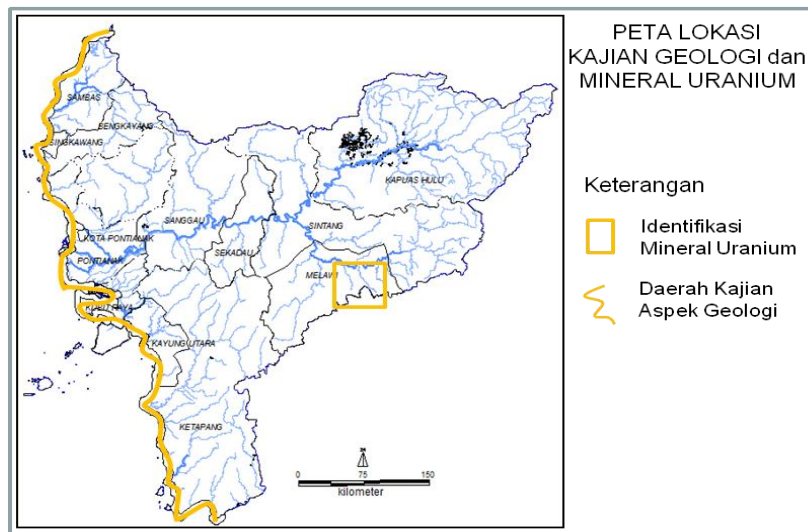 PETA LOKASI
KAJIAN GEOLOGI dan
MINERAL URANIUM
Keterangan
Identifikasi
Mineral Uranium
Daerah Kajian
Aspek Geologi
SAMBAS
BENGKAYANG
SINGKAWANG
KAPUAS HULU
SANGGAU
SINTANG
KOTA PONTIANAK
SEKADAU
PONTIANAK
MELAWI
KUBU RAYA
KAYUNG UTARA
KETAPANG
0 75 150
kilometer